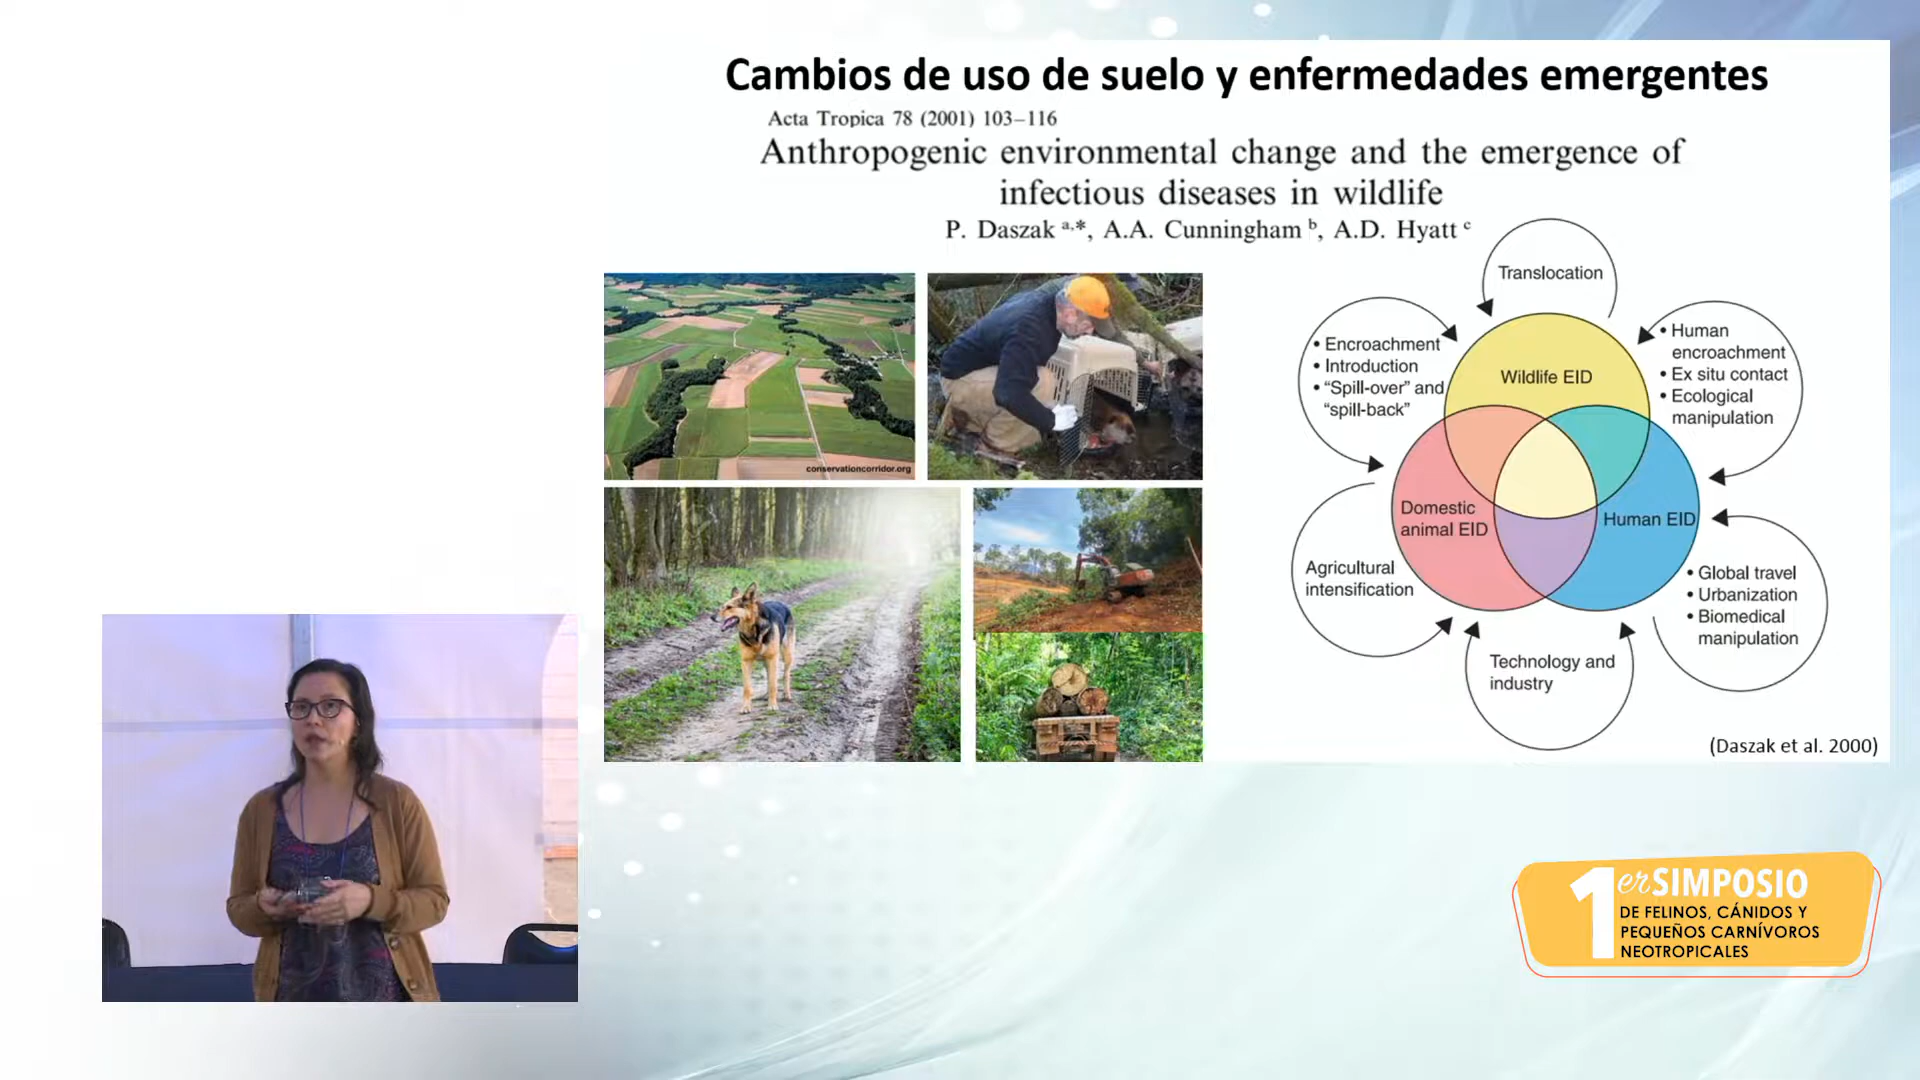 Cambios de uso de suelo y enfermedades emergentes
Acta Tropica 78 (2001) 103–116
Anthropogenic environmental change and the emergence of
infectious diseases in wildlife
P. Daszak a,*, A.A. Cunningham b, A.D. Hyatt c
conservationcorridor.org
Translocation
• Encroachment
• Introduction
• “Spill-over” and
“spill-back”
Wildlife EID
• Human
encroachment
• Ex situ contact
• Ecological
manipulation
Domestic
animal EID
Human EID
Agricultural
intensification
• Global travel
• Urbanization
• Biomedical
manipulation
Technology and
industry
(Daszak et al. 2000)
1er SIMPOSIO
DE FELINOS, CÁNIDOS Y
PEQUEÑOS CARNÍVOROS
NEOTROPICALES